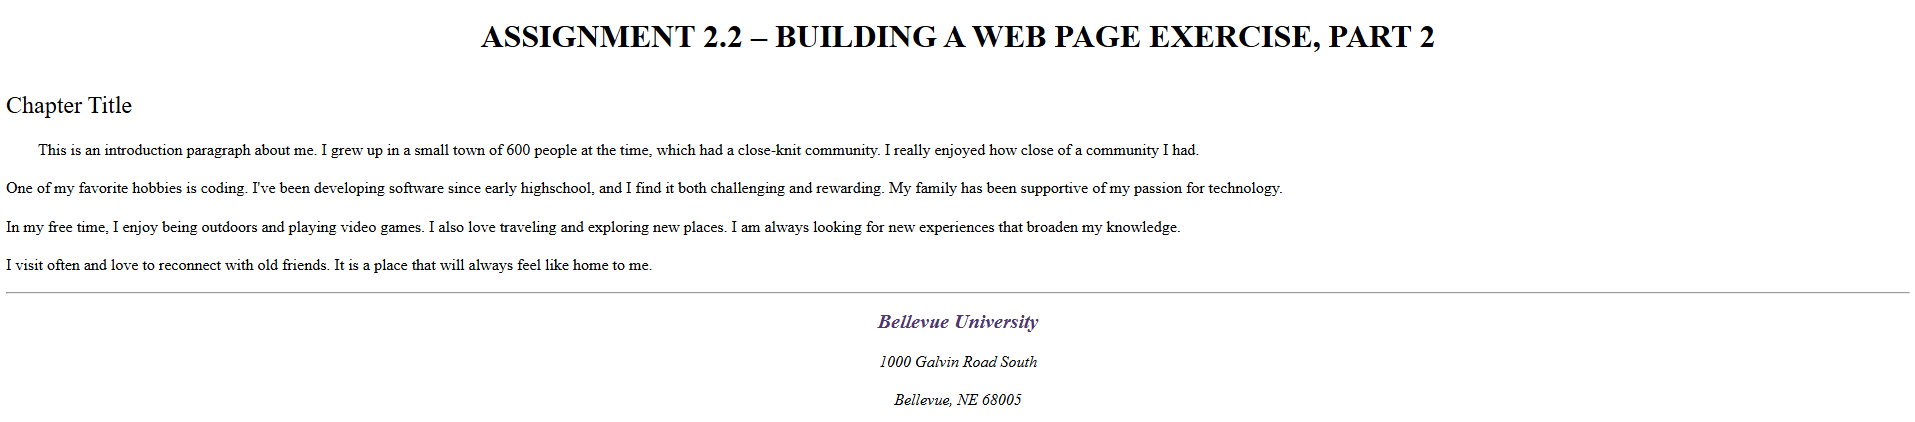 ASSIGNMENT 2.2 – BUILDING A WEB PAGE EXERCISE, PART 2
Chapter Title
This is an introduction paragraph about me. I grew up in a small town of 600 people at the time, which had a close-knit community. I really enjoyed how close of a community I had.
One of my favorite hobbies is coding. I've been developing software since early highschool, and I find it both challenging and rewarding. My family has been supportive of my passion for technology.
In my free time, I enjoy being outdoors and playing video games. I also love traveling and exploring new places. I am always looking for new experiences that broaden my knowledge.
I visit often and love to reconnect with old friends. It is a place that will always feel like home to me.
Bellevue University
1000 Galvin Road South
Bellevue, NE 68005